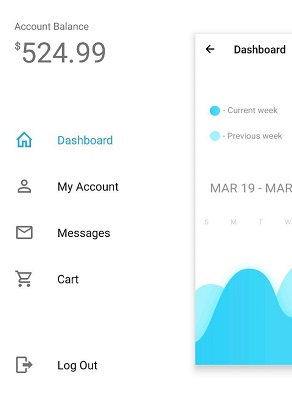 Account Balance
$524.99
Dashboard
My Account
Messages
Cart
Log Out
Dashboard
- Current week
- Previous week
MAR 19 - MAR
S M T W